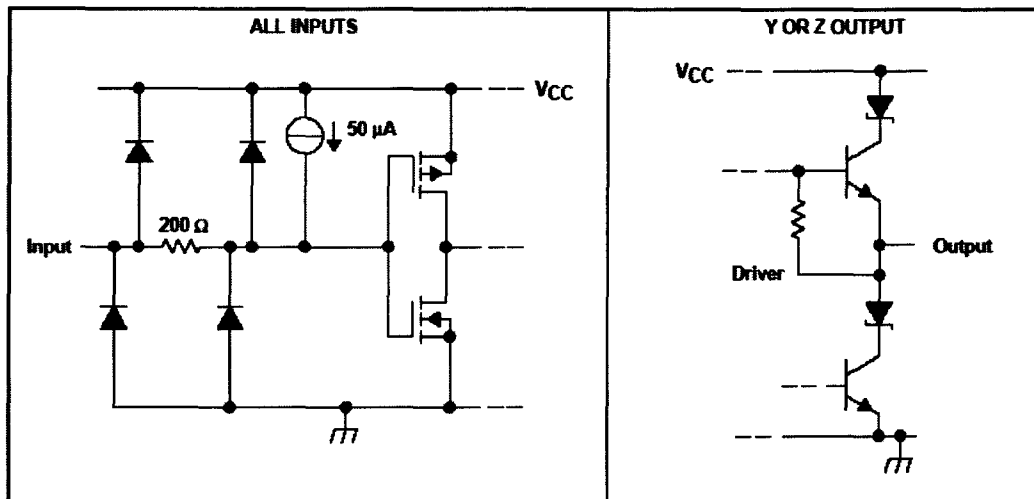 ALL INPUTS
VCC
50 µA
200 Ω
Input
Y OR Z OUTPUT
VCC
Output
Driver